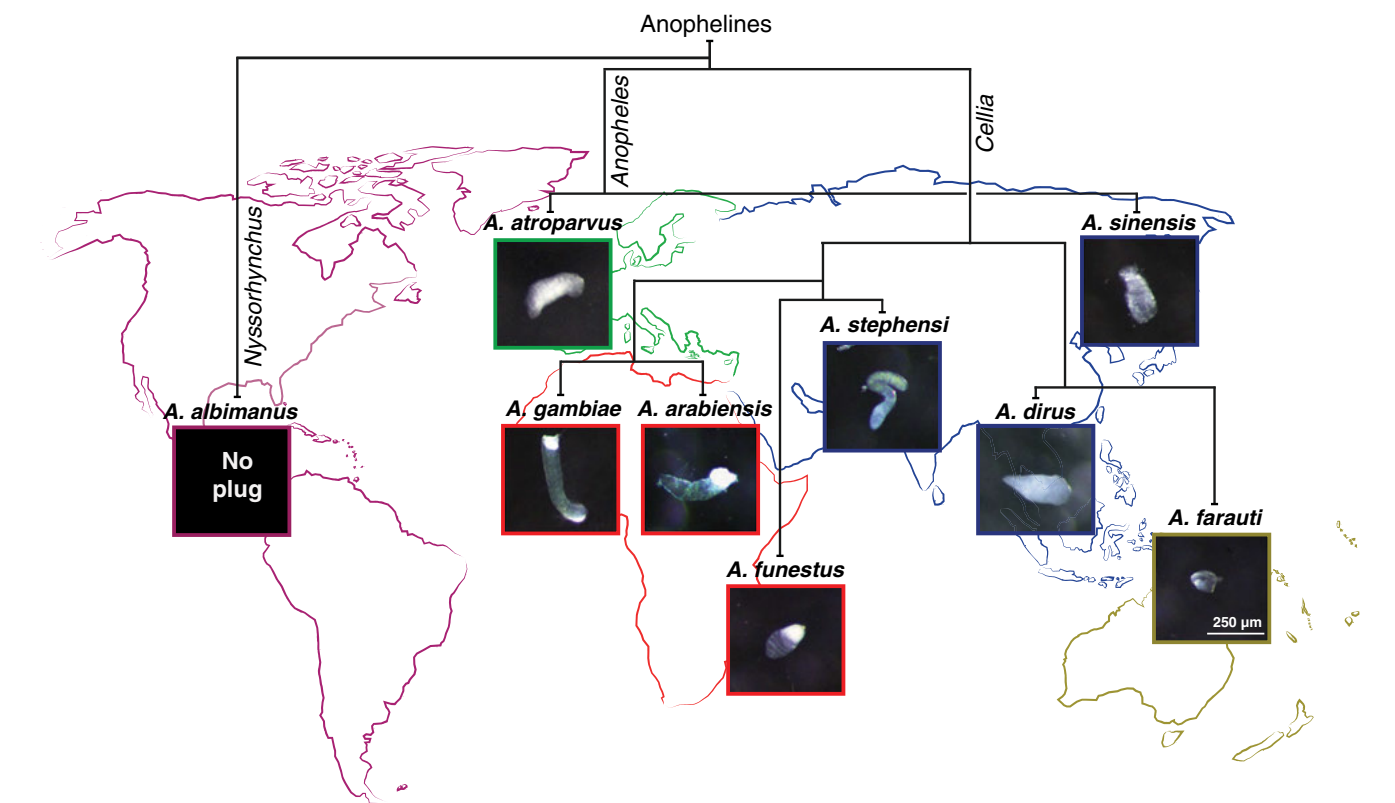 Anophelines
Anopheles
Cellia
Nyssorhynchus
A. atroparvus
A. sinensis
A. stephensi
A. albimanus
No
plug
A. gambiae
A. arabiensis
A. dirus
A. farauti
A. funestus
250 µm